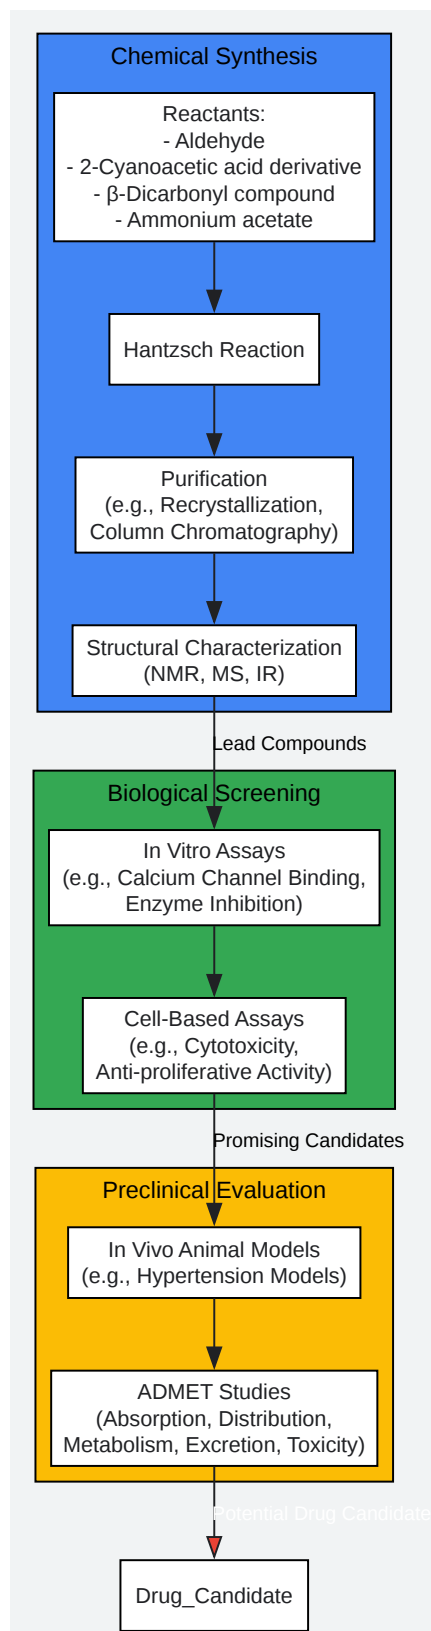 Chemical Synthesis
Reactants:
- Aldehyde
- 2-Cyanoacetic acid derivative
- β-Dicarbonyl compound
- Ammonium acetate
Hantzsch Reaction
Purification
(e.g., Recrystallization,
Column Chromatography)
Structural Characterization
(NMR, MS, IR)
Lead Compounds
Biological Screening
In Vitro Assays
(e.g., Calcium Channel Binding,
Enzyme Inhibition)
Cell-Based Assays
(e.g., Cytotoxicity,
Anti-proliferative Activity)
Promising Candidates
Preclinical Evaluation
In Vivo Animal Models
(e.g., Hypertension Models)
ADMET Studies
(Absorption, Distribution,
Metabolism, Excretion, Toxicity)
Potential Drug Candidate
Drug_Candidate